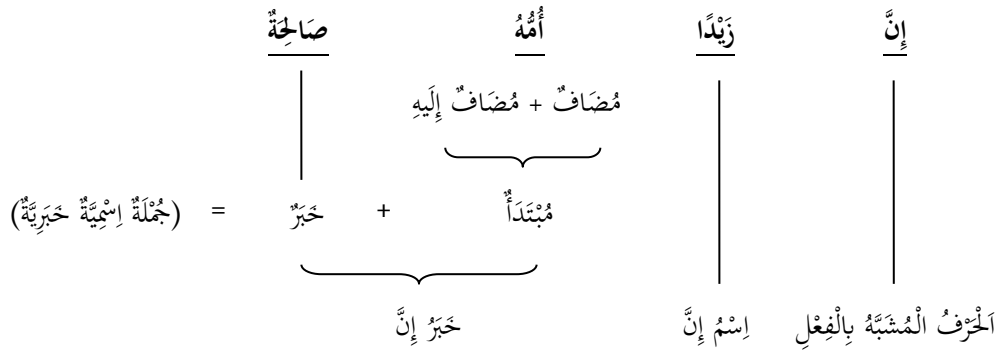 إِنَّ زَيْدًا أُمُّهُ صَالِحَةٌ
مُضَافٌ + مُضَافٌ إِلَيهِ
مُبْتَدَأٌ + خَبَرٌ = (جُمْلَةٌ اِسْمِيَّةٌ خَبَرِيَّةٌ)
اَلْحَرْفُ الْمُشَبَّهُ بِالْفِعْلِ اِسْمُ إِنَّ خَبَرُ إِنَّ